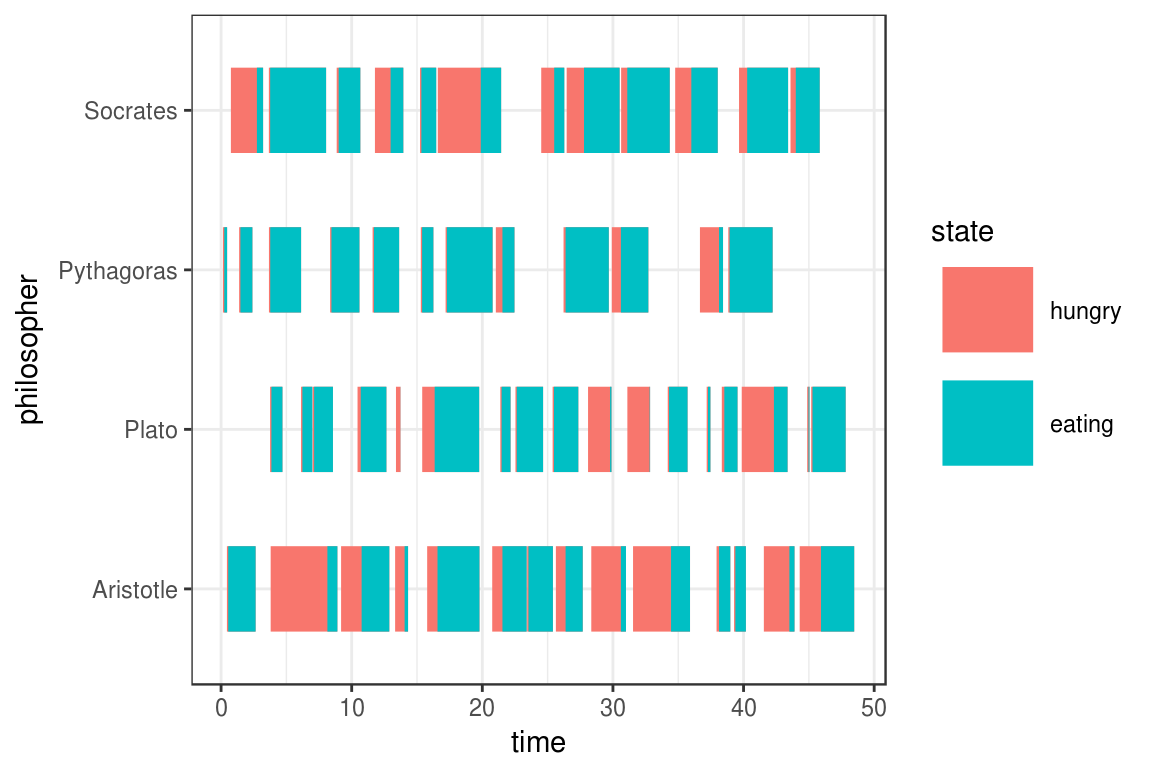 Socrates
Pythagoras
Plato
Aristotle
philosopher
0 10 20 30 40 50
time
state
hungry
eating